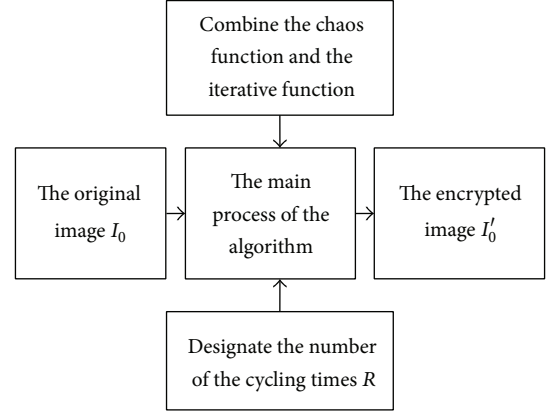 Combine the chaos
function and the
iterative function
The original
image I₀
The main
process of the
algorithm
The encrypted
image I₀′
Designate the number
of the cycling times R